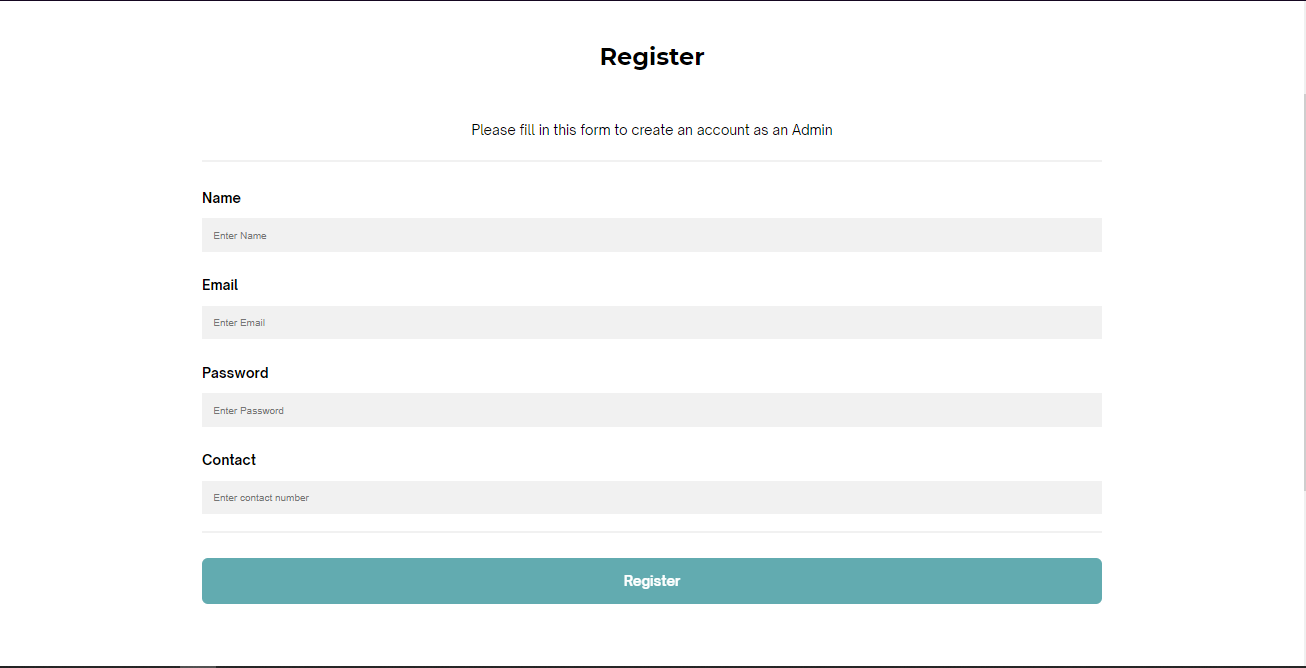 Register
Please fill in this form to create an account as an Admin
Name
Enter Name
Email
Enter Email
Password
Enter Password
Contact
Enter contact number
Register